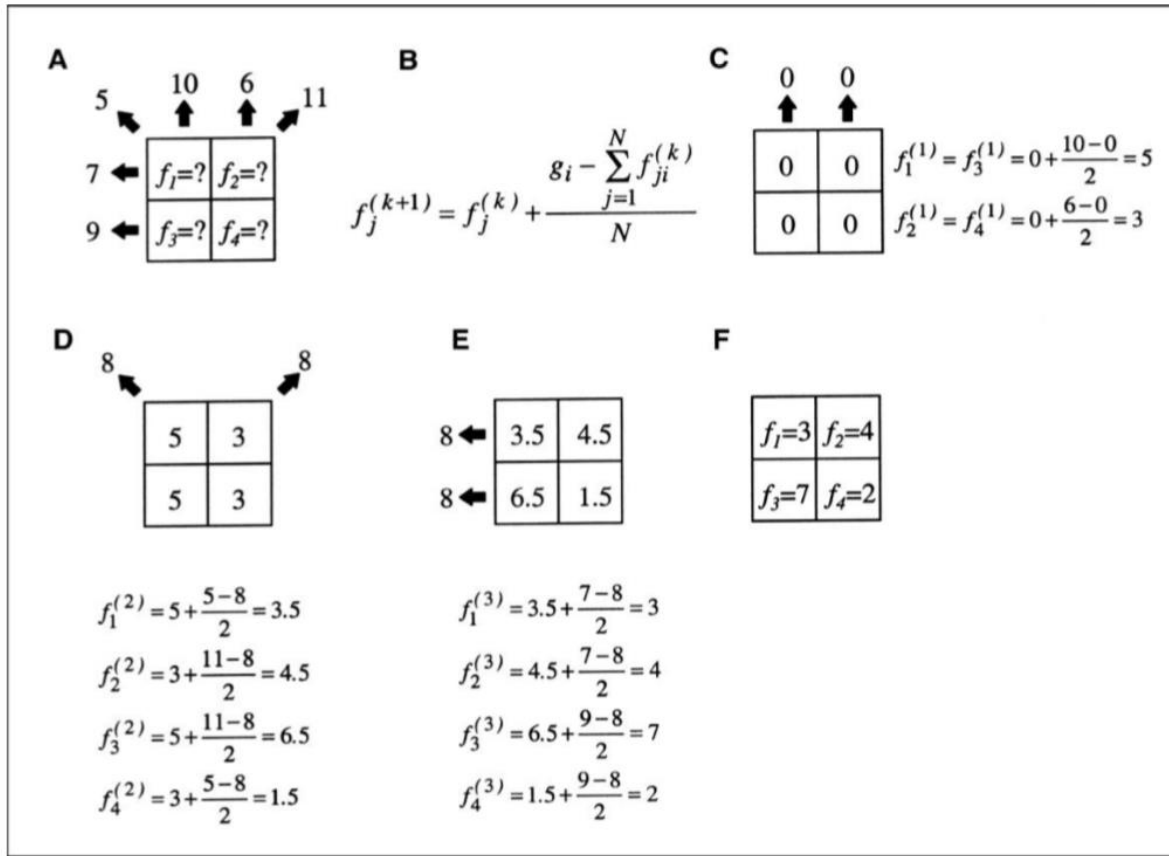 A
5 10 6 11
7 f₁=? f₂=?
9 f₃=? f₄=?
B
f_j^(k+1) = f_j^(k) + (g_i − ∑_{j=1}^{N} f_{ji}^(k)) / N
C
0 0
0 0
0 0
f₁^(1) = f₃^(1) = 0 + (10−0)/2 = 5
f₂^(1) = f₄^(1) = 0 + (6−0)/2 = 3
D
8 8
5 3
5 3
f₁^(2) = 5 + (5−8)/2 = 3.5
f₂^(2) = 3 + (11−8)/2 = 4.5
f₃^(2) = 5 + (11−8)/2 = 6.5
f₄^(2) = 3 + (5−8)/2 = 1.5
E
8 3.5 4.5
8 6.5 1.5
f₁^(3) = 3.5 + (7−8)/2 = 3
f₂^(3) = 4.5 + (7−8)/2 = 4
f₃^(3) = 6.5 + (9−8)/2 = 7
f₄^(3) = 1.5 + (9−8)/2 = 2
F
f₁=3 f₂=4
f₃=7 f₄=2